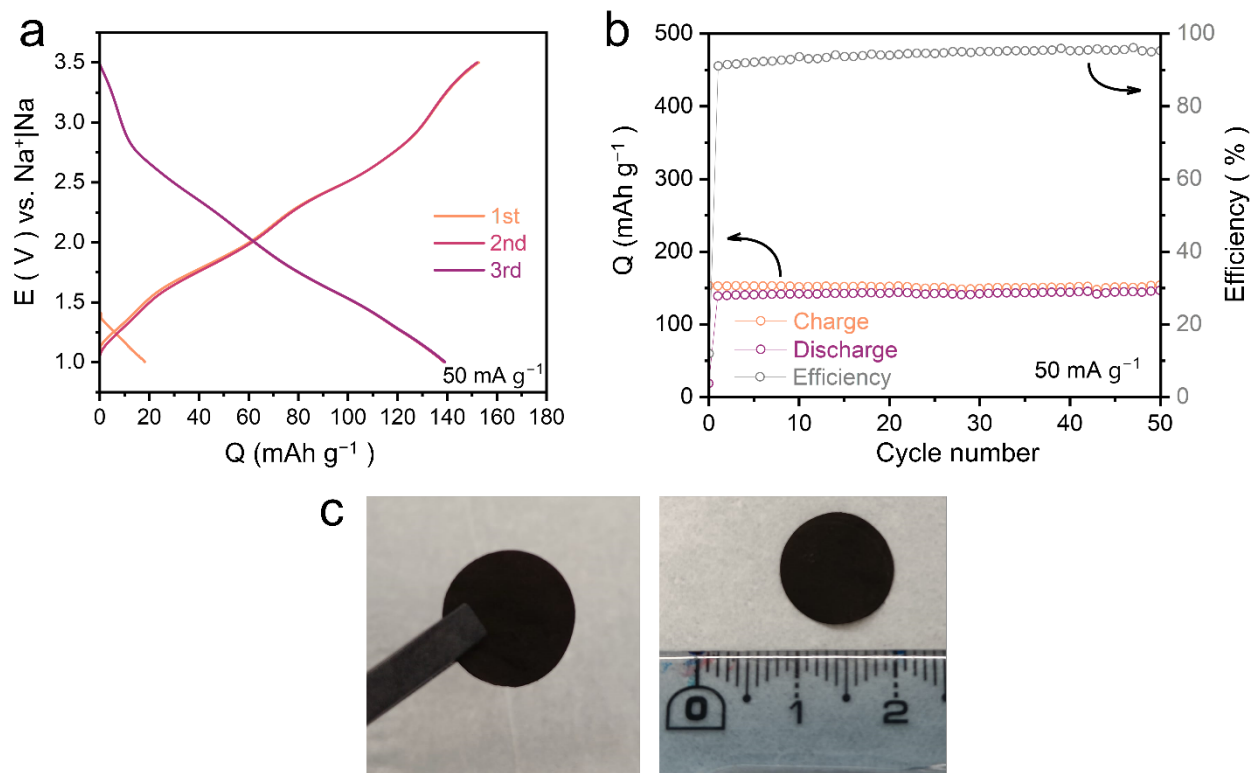 a
E ( V ) vs. Na⁺|Na
3.5
3.0
2.5
2.0
1.5
1.0
1st
2nd
3rd
50 mA g⁻¹
0 20 40 60 80 100 120 140 160 180
Q (mAh g⁻¹ )
b
Q (mAh g⁻¹)
500
400
300
200
100
0
Charge
Discharge
Efficiency
50 mA g⁻¹
0 10 20 30 40 50
Cycle number
100
80
60
40
20
0
Efficiency ( % )
c
0 1 2